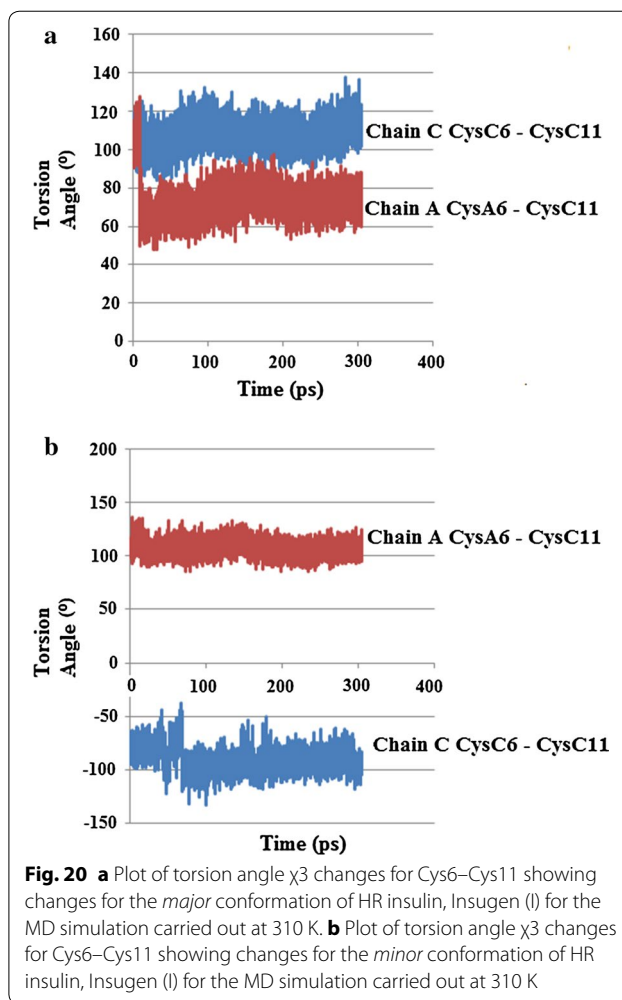 a
160
140
120
100
80
60
40
20
0
Torsion
Angle (⁰)
Chain C CysC6 - CysC11
Chain A CysA6 - CysC11
0 100 200 300 400
Time (ps)
b
200
150
100
50
0
-50
-100
-150
Torsion
Angle (⁰)
Chain A CysA6 - CysC11
0 100 200 300 400
Chain C CysC6 - CysC11
Time (ps)
Fig. 20 a Plot of torsion angle χ3 changes for Cys6–Cys11 showing
changes for the major conformation of HR insulin, Insugen (I) for the
MD simulation carried out at 310 K. b Plot of torsion angle χ3 changes
for Cys6–Cys11 showing changes for the minor conformation of HR
insulin, Insugen (I) for the MD simulation carried out at 310 K